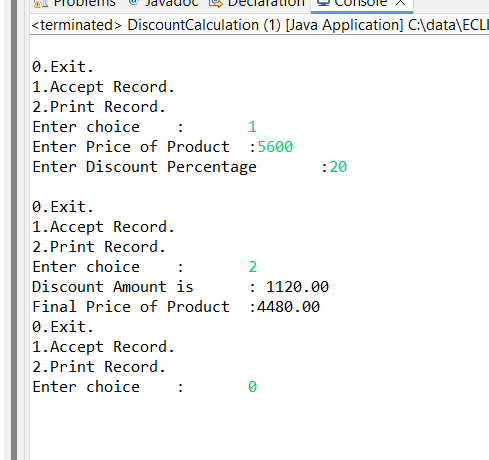 Problems @ Javadoc Declaration Console
<terminated> DiscountCalculation (1) [Java Application] C:\data\ECLI
0.Exit.
1.Accept Record.
2.Print Record.
Enter choice    :       1
Enter Price of Product  :5600
Enter Discount Percentage       :20
0.Exit.
1.Accept Record.
2.Print Record.
Enter choice    :       2
Discount Amount is      : 1120.00
Final Price of Product  :4480.00
0.Exit.
1.Accept Record.
2.Print Record.
Enter choice    :       0